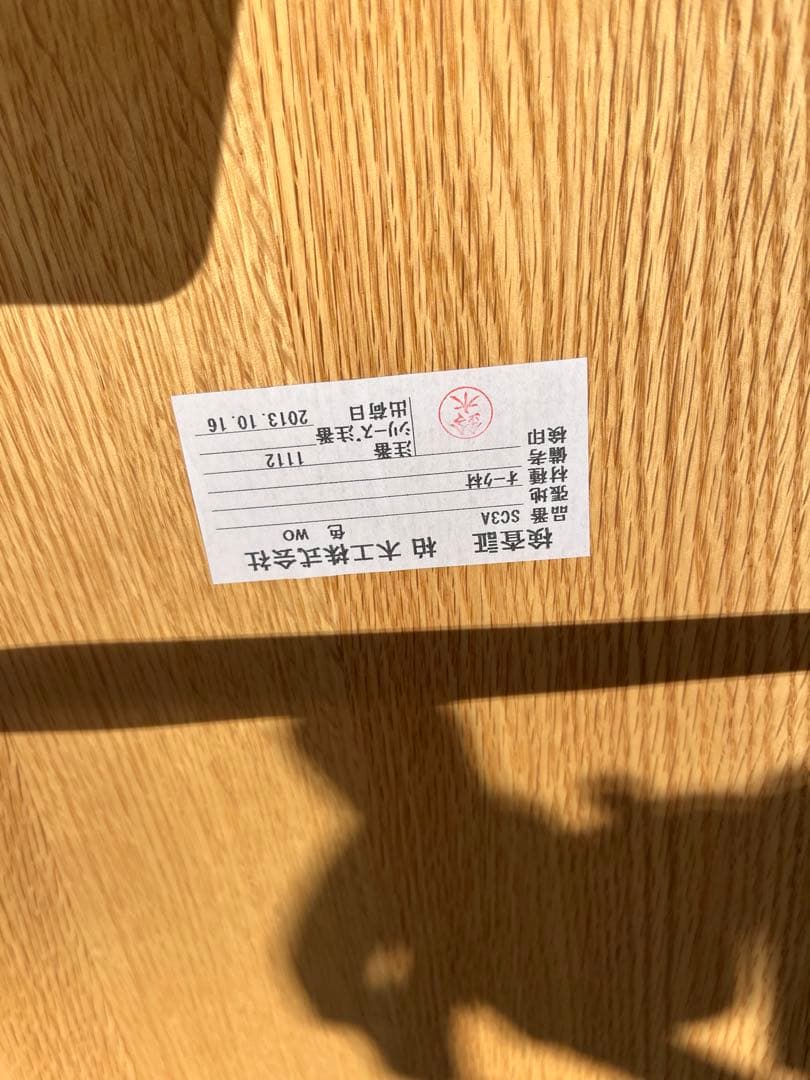 検査証 柏木工株式会社
品番 SC3A 色 WO
張地
材種 オーク材
備考
検印 注番 1112
シリーズ注番
出荷日 2013.10.16